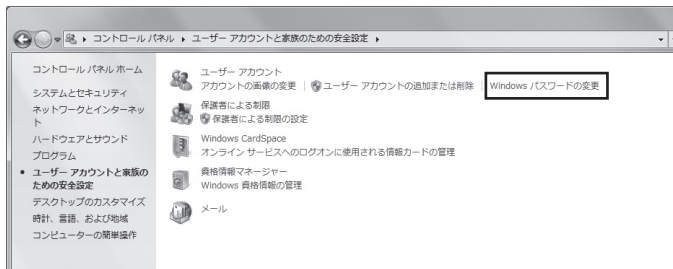 コントロール パネル ▸ ユーザー アカウントと家族のための安全設定 ▸
コントロール パネル ホーム
システムとセキュリティ
ネットワークとインターネッ
ト
ハードウェアとサウンド
プログラム
• ユーザー アカウントと家族の
ための安全設定
デスクトップのカスタマイズ
時計、言語、および地域
コンピューターの簡単操作
ユーザー アカウント
アカウントの画像の変更 | ユーザー アカウントの追加または削除 | Windows パスワードの変更
保護者による制限
保護者による制限の設定
Windows CardSpace
オンライン サービスへのログオンに使用される情報カードの管理
資格情報マネージャー
Windows 資格情報の管理
メール